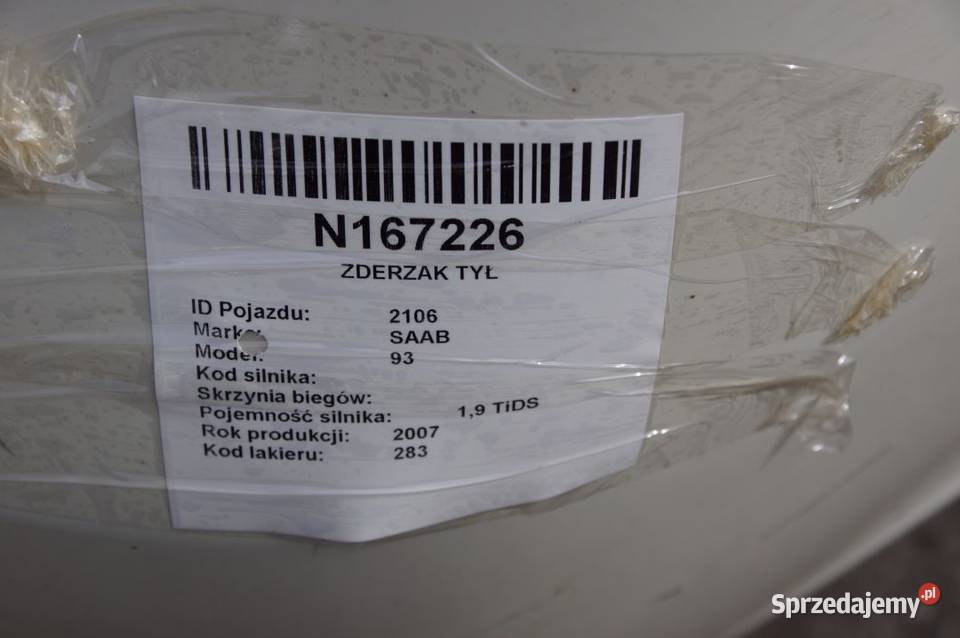 N167226
ZDERZAK TYŁ
ID Pojazdu: 2106
Marka: SAAB
Model: 93
Kod silnika:
Skrzynia biegów:
Pojemność silnika: 1,9 TiDS
Rok produkcji: 2007
Kod lakieru: 283
Sprzedajemy.pl